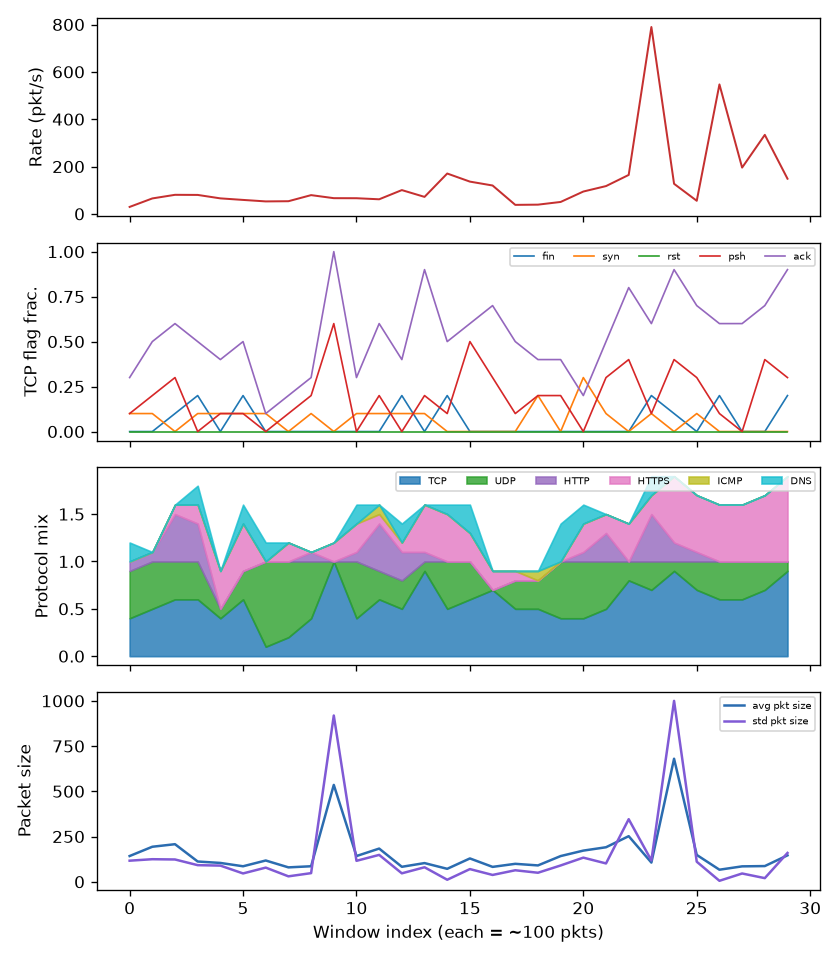 800
600
400
200
0
Rate (pkt/s)
1.00
0.75
0.50
0.25
0.00
TCP flag frac.
fin syn rst psh ack
1.5
1.0
0.5
0.0
Protocol mix
TCP UDP HTTP HTTPS ICMP DNS
1000
750
500
250
0
Packet size
avg pkt size
std pkt size
0 5 10 15 20 25 30
Window index (each = ~100 pkts)